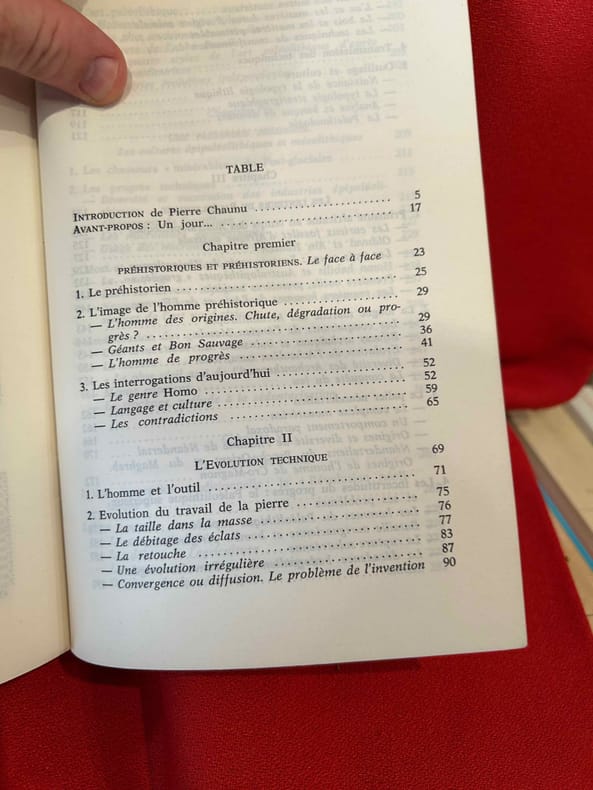 TABLE
INTRODUCTION de Pierre Chaunu ........ 5
AVANT-PROPOS : Un jour... ........ 17
Chapitre premier
PRÉHISTORIQUES ET PRÉHISTORIENS. Le face à face 23
1. Le préhistorien ........ 25
2. L'image de l'homme préhistorique ........ 29
— L'homme des origines. Chute, dégradation ou pro-
grès ? ........ 29
— Géants et Bon Sauvage ........ 36
— L'homme de progrès ........ 41
3. Les interrogations d'aujourd'hui ........ 52
— Le genre Homo ........ 52
— Langage et culture ........ 59
— Les contradictions ........ 65
Chapitre II
L'EVOLUTION TECHNIQUE 69
1. L'homme et l'outil ........ 71
2. Evolution du travail de la pierre ........ 75
— La taille dans la masse ........ 76
— Le débitage des éclats ........ 77
— La retouche ........ 83
— Une évolution irrégulière ........ 87
— Convergence ou diffusion. Le problème de l'invention 90